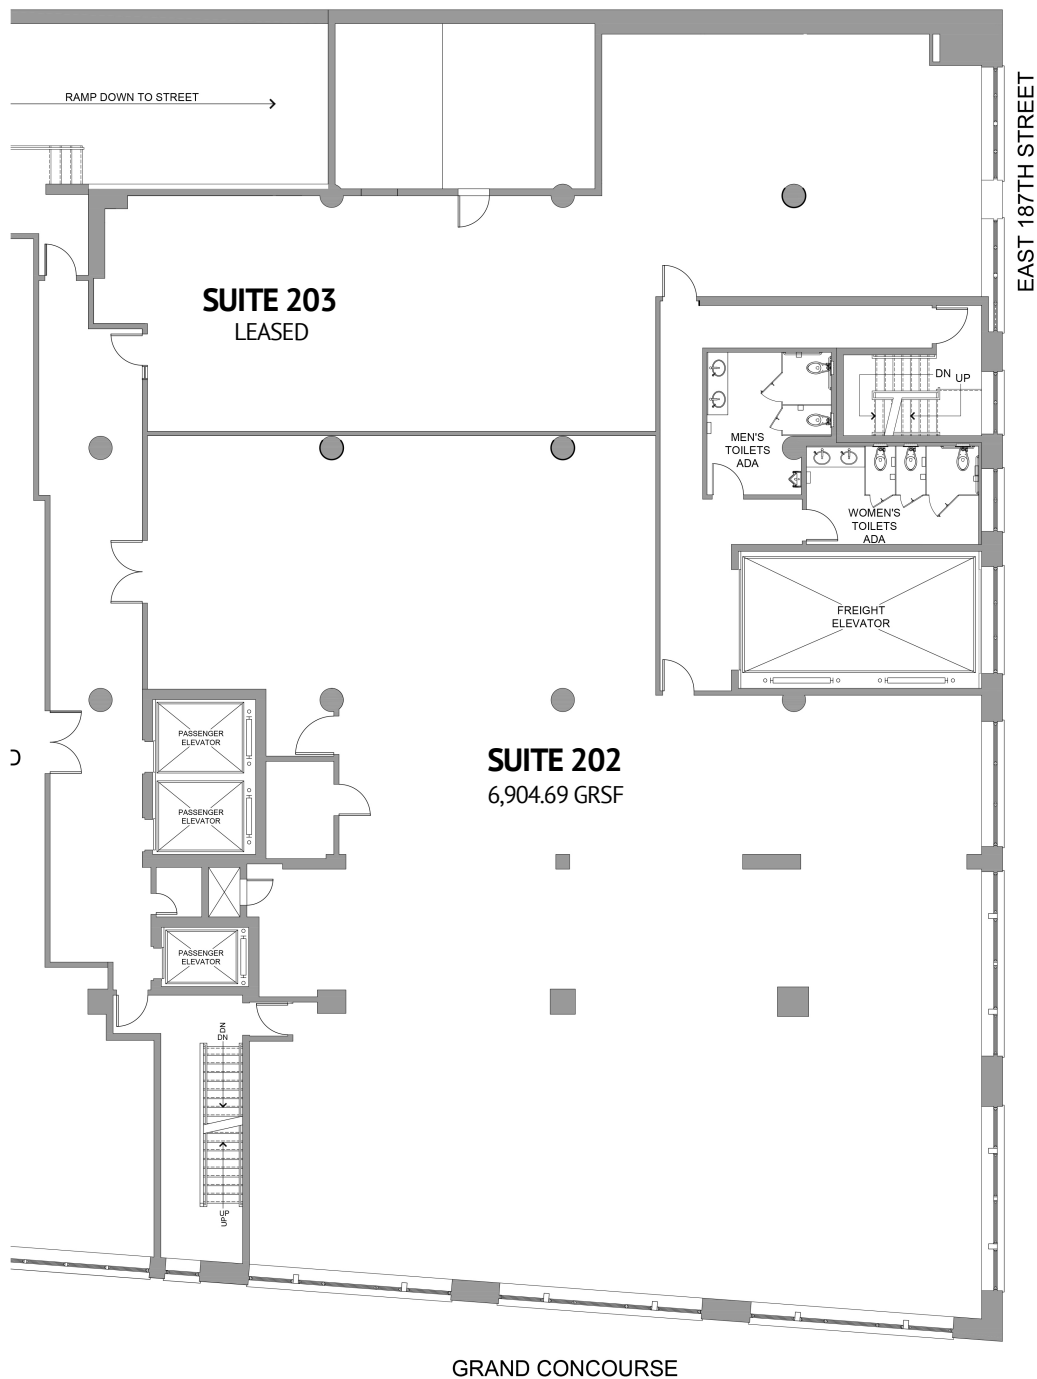 RAMP DOWN TO STREET
EAST 187TH STREET
SUITE 203
LEASED
DN
UP
MEN'S
TOILETS
ADA
WOMEN'S
TOILETS
ADA
FREIGHT
ELEVATOR
PASSENGER
ELEVATOR
SUITE 202
6,904.69 GRSF
PASSENGER
ELEVATOR
PASSENGER
ELEVATOR
DN
DN
UP
UP
GRAND CONCOURSE